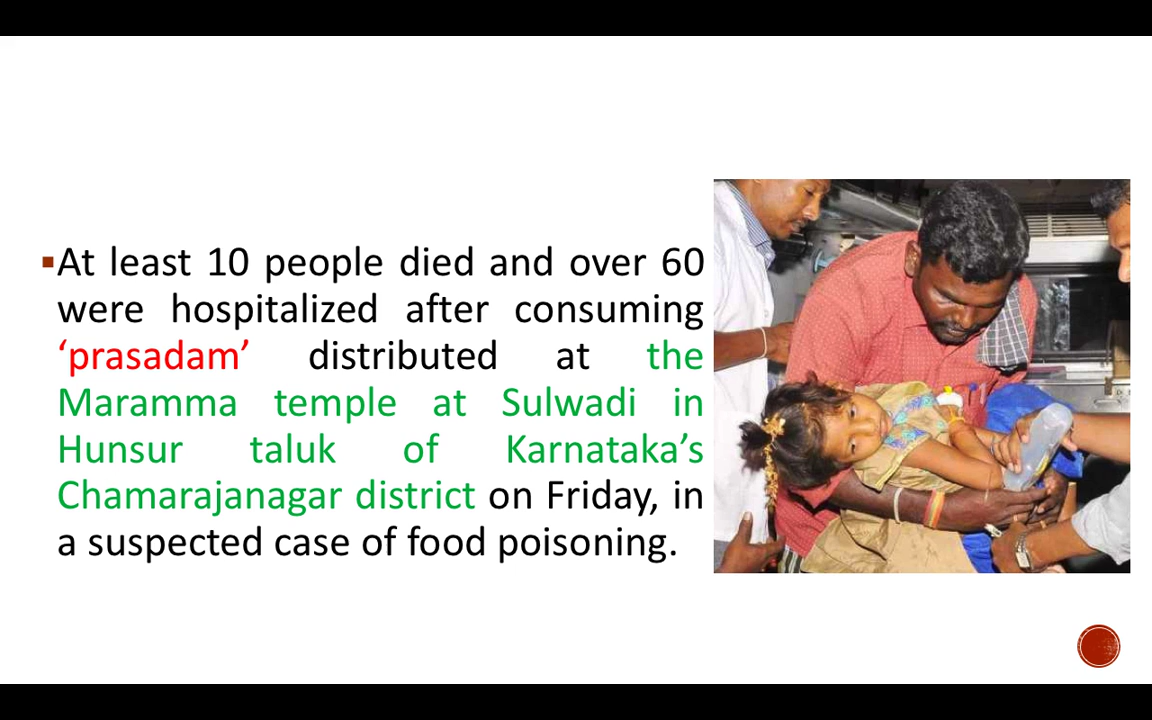 ▪At least 10 people died and over 60
were hospitalized after consuming
‘prasadam’ distributed at the
Maramma temple at Sulwadi in
Hunsur taluk of Karnataka’s
Chamarajanagar district on Friday, in
a suspected case of food poisoning.